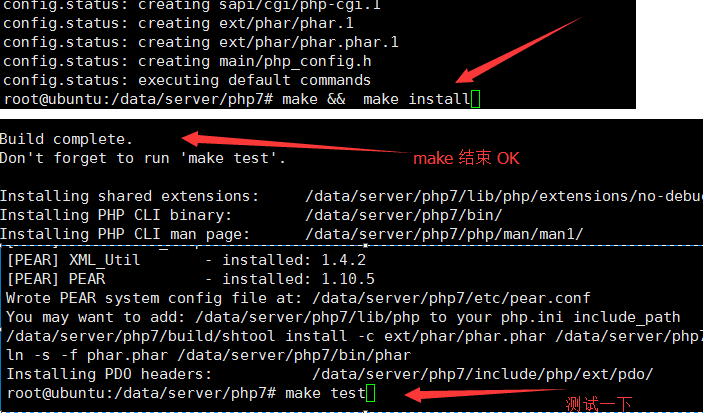 config.status: creating sapi/cgi/php-cgi.1
config.status: creating ext/phar/phar.1
config.status: creating ext/phar/phar.phar.1
config.status: creating main/php_config.h
config.status: executing default commands
root@ubuntu:/data/server/php7# make &&  make install
Build complete.
make 结束 OK
Don't forget to run 'make test'.
Installing shared extensions:     /data/server/php7/lib/php/extensions/no-debu
Installing PHP CLI binary:        /data/server/php7/bin/
Installing PHP CLI man page:      /data/server/php7/php/man/man1/
[PEAR] XML_Util       - installed: 1.4.2
[PEAR] PEAR           - installed: 1.10.5
Wrote PEAR system config file at: /data/server/php7/etc/pear.conf
You may want to add: /data/server/php7/lib/php to your php.ini include_path
/data/server/php7/build/shtool install -c ext/phar/phar.phar /data/server/php7
ln -s -f phar.phar /data/server/php7/bin/phar
Installing PDO headers:           /data/server/php7/include/php/ext/pdo/
root@ubuntu:/data/server/php7# make test
测试一下